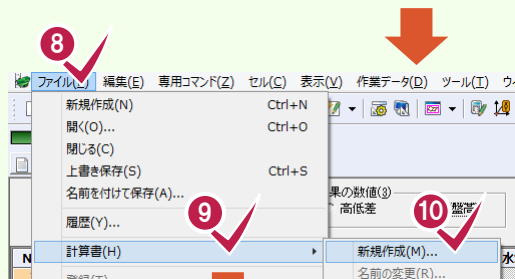 8
ファイル(F) 編集(E) 専用コマンド(Z) セル(C) 表示(V) 作業データ(D) ツール(T)
新規作成(N) Ctrl+N
開く(O)... Ctrl+O
閉じる(C)
上書き保存(S) Ctrl+S
名前を付けて保存(A)...
果の数値(3)
高低差
9
10
履歴(Y)...
計算書(H)
新規作成(M)...
水
N
登録(T)
名前の変更(R)...